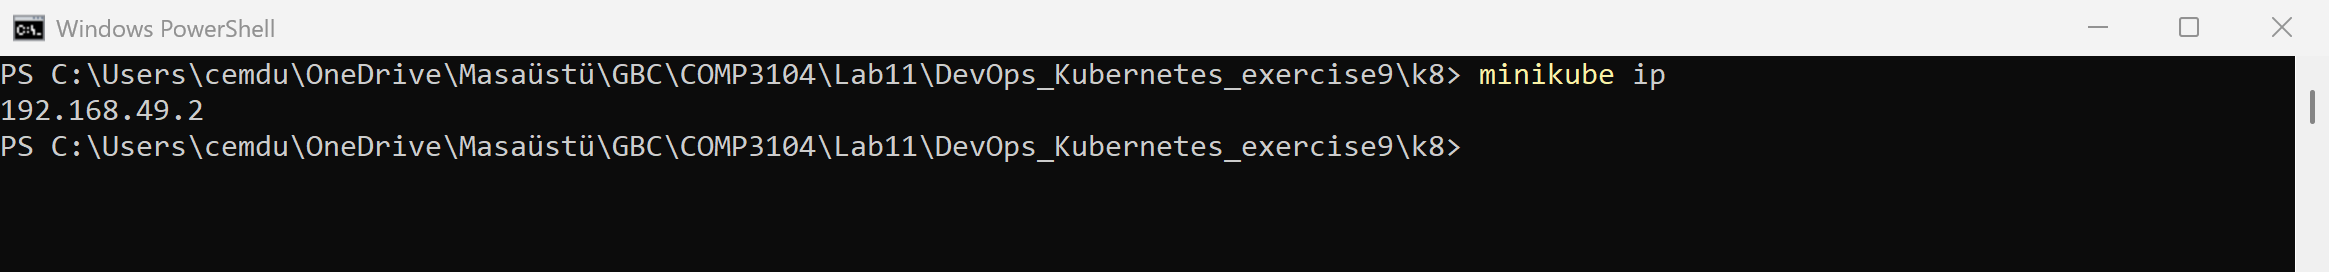 Windows PowerShell
PS C:\Users\cemdu\OneDrive\Masaüstü\GBC\COMP3104\Lab11\DevOps_Kubernetes_exercise9\k8> minikube ip
192.168.49.2
PS C:\Users\cemdu\OneDrive\Masaüstü\GBC\COMP3104\Lab11\DevOps_Kubernetes_exercise9\k8>